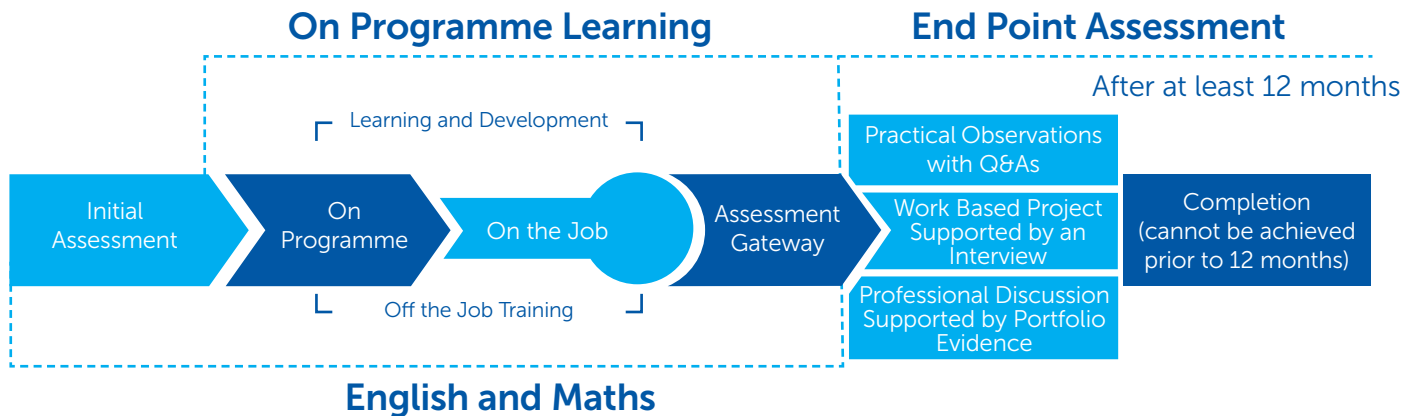 On Programme Learning
End Point Assessment
After at least 12 months
Learning and Development
Initial
Assessment
On
Programme
On the Job
Assessment
Gateway
Off the Job Training
Practical Observations
with Q&As
Work Based Project
Supported by an
Interview
Professional Discussion
Supported by Portfolio
Evidence
Completion
(cannot be achieved
prior to 12 months)
English and Maths